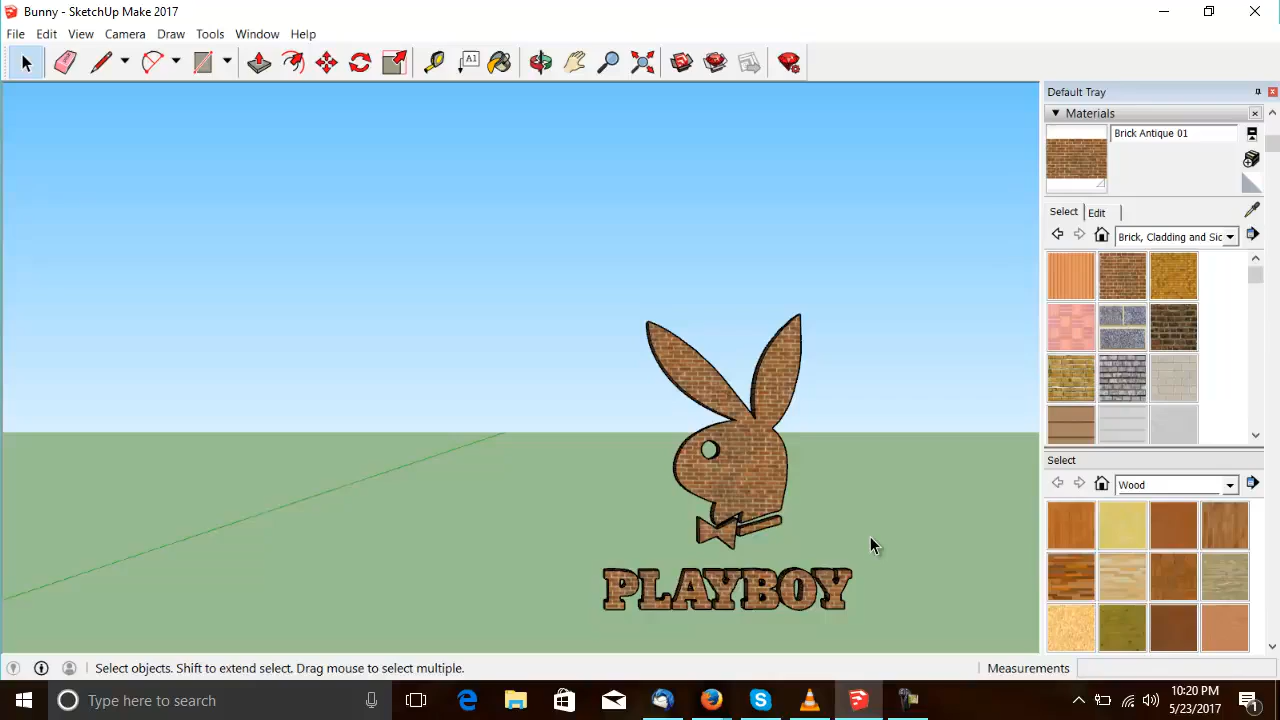 Bunny - SketchUp Make 2017
File Edit View Camera Draw Tools Window Help
A1
Default Tray
Materials
Brick Antique 01
Select Edit
Brick, Cladding and Sic
Select
Wood
PLAYBOY
Select objects. Shift to extend select. Drag mouse to select multiple.
Measurements
Type here to search
10:20 PM
5/23/2017
1